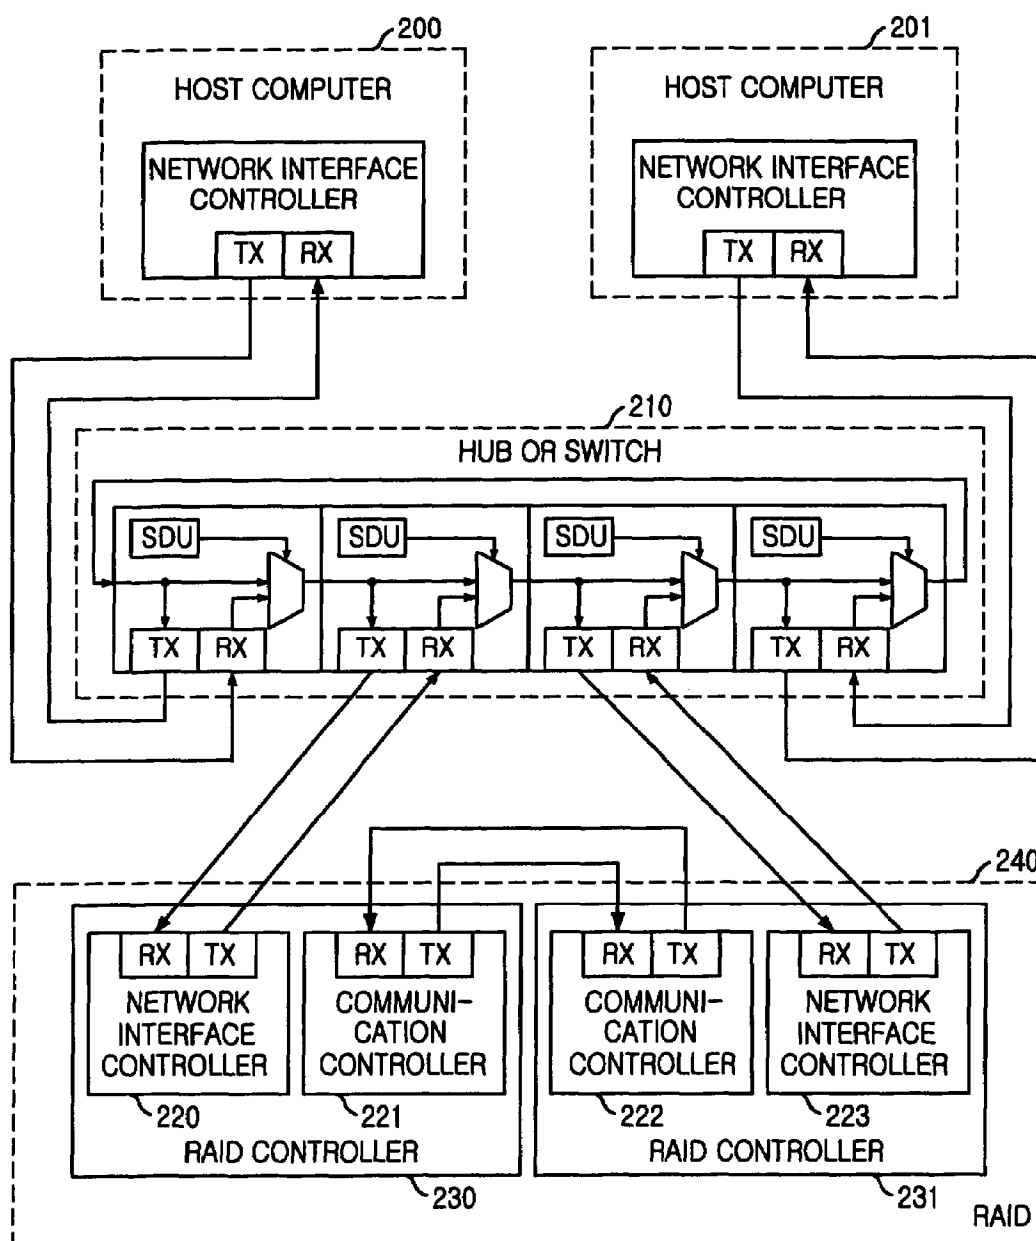 200
201
HOST COMPUTER
HOST COMPUTER
NETWORK INTERFACE
CONTROLLER
TX RX
NETWORK INTERFACE
CONTROLLER
TX RX
210
HUB OR SWITCH
SDU
SDU
SDU
SDU
TX RX
TX RX
TX RX
TX RX
240
RX TX
NETWORK
INTERFACE
CONTROLLER
220
RX TX
COMMUNI-
CATION
CONTROLLER
221
RAID CONTROLLER
230
RX TX
COMMUNI-
CATION
CONTROLLER
222
RX TX
NETWORK
INTERFACE
CONTROLLER
223
RAID CONTROLLER
231
RAID